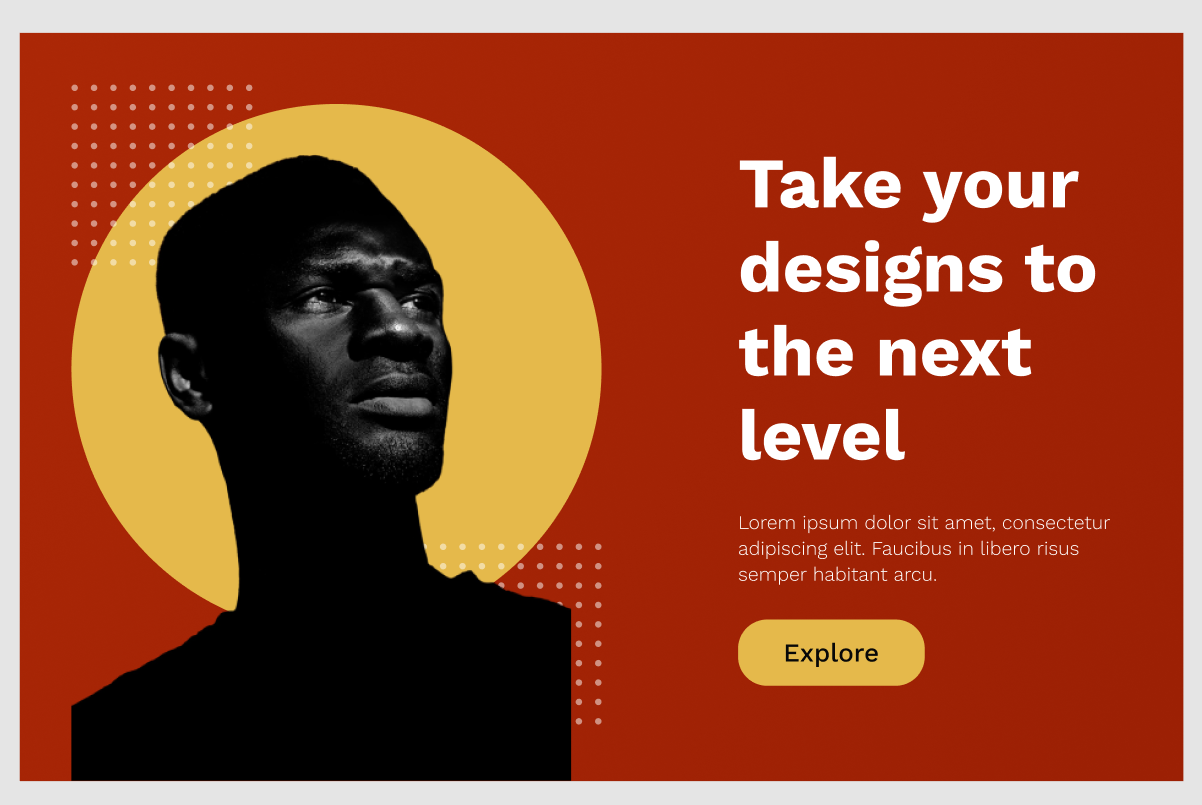 Take your
designs to
the next
level
Lorem ipsum dolor sit amet, consectetur
adipiscing elit. Faucibus in libero risus
semper habitant arcu.
Explore